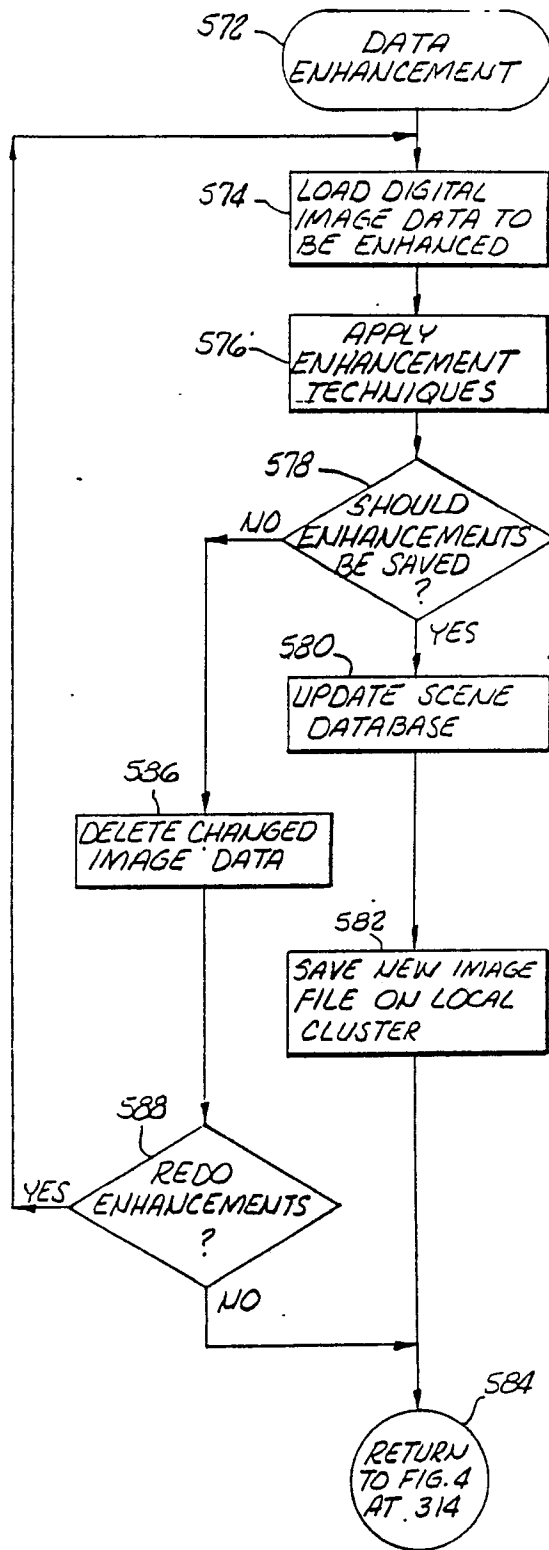 572
DATA
ENHANCEMENT
574
LOAD DIGITAL
IMAGE DATA TO
BE ENHANCED
576
APPLY
ENHANCEMENT
TECHNIQUES
578
SHOULD
ENHANCEMENTS
BE SAVED
?
NO
YES
580
UPDATE SCENE
DATABASE
586
DELETE CHANGED
IMAGE DATA
582
SAVE NEW IMAGE
FILE ON LOCAL
CLUSTER
588
REDO
ENHANCEMENTS
?
YES
NO
584
RETURN
TO FIG. 4
AT 314